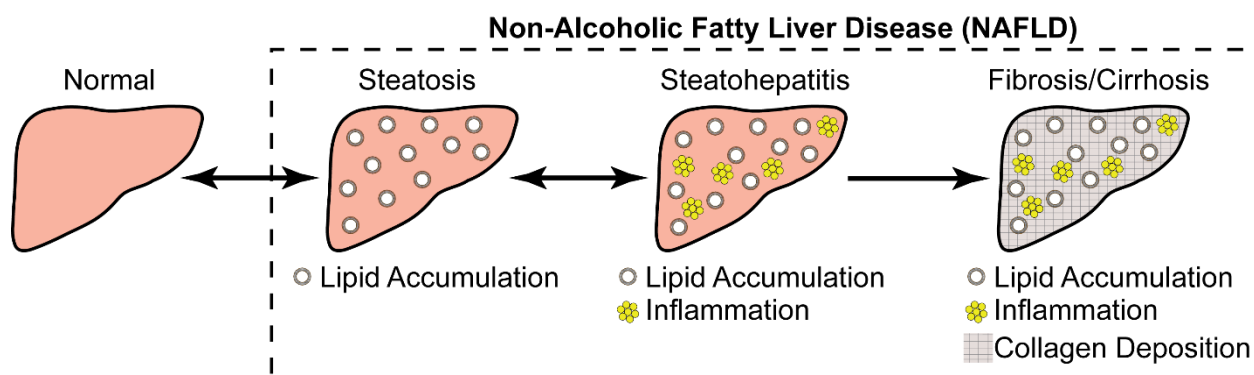 Non-Alcoholic Fatty Liver Disease (NAFLD)
Normal
Steatosis
Steatohepatitis
Fibrosis/Cirrhosis
Lipid Accumulation
Lipid Accumulation
Inflammation
Lipid Accumulation
Inflammation
Collagen Deposition